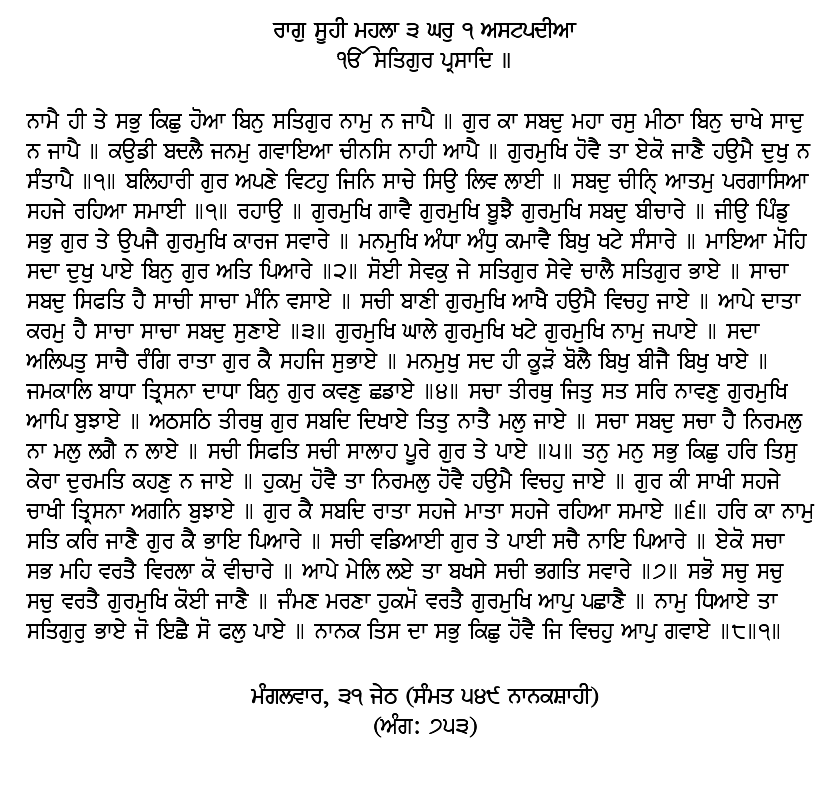 ਰਾਗੁ ਸੂਹੀ ਮਹਲਾ ੩ ਘਰੁ ੧ ਅਸਟਪਦੀਆ
ੴ ਸਤਿਗੁਰ ਪ੍ਰਸਾਦਿ ॥
ਨਾਮੈ ਹੀ ਤੇ ਸਭੁ ਕਿਛੁ ਹੋਆ ਬਿਨੁ ਸਤਿਗੁਰ ਨਾਮੁ ਨ ਜਾਪੈ ॥ ਗੁਰ ਕਾ ਸਬਦੁ ਮਹਾ ਰਸੁ ਮੀਠਾ ਬਿਨੁ ਚਾਖੇ ਸਾਦੁ
ਨ ਜਾਪੈ ॥ ਕਉਡੀ ਬਦਲੈ ਜਨਮੁ ਗਵਾਇਆ ਚੀਨਸਿ ਨਾਹੀ ਆਪੈ ॥ ਗੁਰਮੁਖਿ ਹੋਵੈ ਤਾ ਏਕੋ ਜਾਣੈ ਹਉਮੈ ਦੁਖੁ ਨ
ਸੰਤਾਪੈ ॥੧॥ ਬਲਿਹਾਰੀ ਗੁਰ ਅਪਣੇ ਵਿਟਹੁ ਜਿਨਿ ਸਾਚੇ ਸਿਉ ਲਿਵ ਲਾਈ ॥ ਸਬਦੁ ਚੀਨ੍ਹਿ ਆਤਮੁ ਪਰਗਾਸਿਆ
ਸਹਜੇ ਰਹਿਆ ਸਮਾਈ ॥੧॥ ਰਹਾਉ ॥ ਗੁਰਮੁਖਿ ਗਾਵੈ ਗੁਰਮੁਖਿ ਬੂਝੈ ਗੁਰਮੁਖਿ ਸਬਦੁ ਬੀਚਾਰੇ ॥ ਜੀਉ ਪਿੰਡੁ
ਸਭੁ ਗੁਰ ਤੇ ਉਪਜੈ ਗੁਰਮੁਖਿ ਕਾਰਜ ਸਵਾਰੇ ॥ ਮਨਮੁਖਿ ਅੰਧਾ ਅੰਧੁ ਕਮਾਵੈ ਬਿਖੁ ਖਟੇ ਸੰਸਾਰੇ ॥ ਮਾਇਆ ਮੋਹਿ
ਸਦਾ ਦੁਖੁ ਪਾਏ ਬਿਨੁ ਗੁਰ ਅਤਿ ਪਿਆਰੇ ॥੨॥ ਸੋਈ ਸੇਵਕੁ ਜੇ ਸਤਿਗੁਰ ਸੇਵੇ ਚਾਲੈ ਸਤਿਗੁਰ ਭਾਏ ॥ ਸਾਚਾ
ਸਬਦੁ ਸਿਫਤਿ ਹੈ ਸਾਚੀ ਸਾਚਾ ਮੰਨਿ ਵਸਾਏ ॥ ਸਚੀ ਬਾਣੀ ਗੁਰਮੁਖਿ ਆਖੈ ਹਉਮੈ ਵਿਚਹੁ ਜਾਏ ॥ ਆਪੇ ਦਾਤਾ
ਕਰਮੁ ਹੈ ਸਾਚਾ ਸਾਚਾ ਸਬਦੁ ਸੁਣਾਏ ॥੩॥ ਗੁਰਮੁਖਿ ਘਾਲੇ ਗੁਰਮੁਖਿ ਖਟੇ ਗੁਰਮੁਖਿ ਨਾਮੁ ਜਪਾਏ ॥ ਸਦਾ
ਅਲਿਪਤੁ ਸਾਚੈ ਰੰਗਿ ਰਾਤਾ ਗੁਰ ਕੈ ਸਹਜਿ ਸੁਭਾਏ ॥ ਮਨਮੁਖੁ ਸਦ ਹੀ ਕੂੜੋ ਬੋਲੈ ਬਿਖੁ ਬੀਜੈ ਬਿਖੁ ਖਾਏ ॥
ਜਮਕਾਲਿ ਬਾਧਾ ਤ੍ਰਿਸਨਾ ਦਾਧਾ ਬਿਨੁ ਗੁਰ ਕਵਣੁ ਛਡਾਏ ॥੪॥ ਸਚਾ ਤੀਰਥੁ ਜਿਤੁ ਸਤ ਸਰਿ ਨਾਵਣੁ ਗੁਰਮੁਖਿ
ਆਪਿ ਬੁਝਾਏ ॥ ਅਠਸਠਿ ਤੀਰਥੁ ਗੁਰ ਸਬਦਿ ਦਿਖਾਏ ਤਿਤੁ ਨਾਤੈ ਮਲੁ ਜਾਏ ॥ ਸਚਾ ਸਬਦੁ ਸਚਾ ਹੈ ਨਿਰਮਲੁ
ਨਾ ਮਲੁ ਲਗੈ ਨ ਲਾਏ ॥ ਸਚੀ ਸਿਫਤਿ ਸਚੀ ਸਾਲਾਹ ਪੂਰੇ ਗੁਰ ਤੇ ਪਾਏ ॥੫॥ ਤਨੁ ਮਨੁ ਸਭੁ ਕਿਛੁ ਹਰਿ ਤਿਸੁ
ਕੇਰਾ ਦੁਰਮਤਿ ਕਹਣੁ ਨ ਜਾਏ ॥ ਹੁਕਮੁ ਹੋਵੈ ਤਾ ਨਿਰਮਲੁ ਹੋਵੈ ਹਉਮੈ ਵਿਚਹੁ ਜਾਏ ॥ ਗੁਰ ਕੀ ਸਾਖੀ ਸਹਜੇ
ਚਾਖੀ ਤ੍ਰਿਸਨਾ ਅਗਨਿ ਬੁਝਾਏ ॥ ਗੁਰ ਕੈ ਸਬਦਿ ਰਾਤਾ ਸਹਜੇ ਮਾਤਾ ਸਹਜੇ ਰਹਿਆ ਸਮਾਏ ॥੬॥ ਹਰਿ ਕਾ ਨਾਮੁ
ਸਤਿ ਕਰਿ ਜਾਣੈ ਗੁਰ ਕੈ ਭਾਇ ਪਿਆਰੇ ॥ ਸਚੀ ਵਡਿਆਈ ਗੁਰ ਤੇ ਪਾਈ ਸਚੈ ਨਾਇ ਪਿਆਰੇ ॥ ਏਕੋ ਸਚਾ
ਸਭ ਮਹਿ ਵਰਤੈ ਵਿਰਲਾ ਕੋ ਵੀਚਾਰੇ ॥ ਆਪੇ ਮੇਲਿ ਲਏ ਤਾ ਬਖਸੇ ਸਚੀ ਭਗਤਿ ਸਵਾਰੇ ॥੭॥ ਸਭੋ ਸਚੁ ਸਚੁ
ਸਚੁ ਵਰਤੈ ਗੁਰਮੁਖਿ ਕੋਈ ਜਾਣੈ ॥ ਜੰਮਣ ਮਰਣਾ ਹੁਕਮੋ ਵਰਤੈ ਗੁਰਮੁਖਿ ਆਪੁ ਪਛਾਣੈ ॥ ਨਾਮੁ ਧਿਆਏ ਤਾ
ਸਤਿਗੁਰੁ ਭਾਏ ਜੋ ਇਛੈ ਸੋ ਫਲੁ ਪਾਏ ॥ ਨਾਨਕ ਤਿਸ ਦਾ ਸਭੁ ਕਿਛੁ ਹੋਵੈ ਜਿ ਵਿਚਹੁ ਆਪੁ ਗਵਾਏ ॥੮॥੧॥
ਮੰਗਲਵਾਰ, ੩੧ ਜੇਠ (ਸੰਮਤ ੫੪੯ ਨਾਨਕਸ਼ਾਹੀ)
(ਅੰਗ: ੭੫੩)